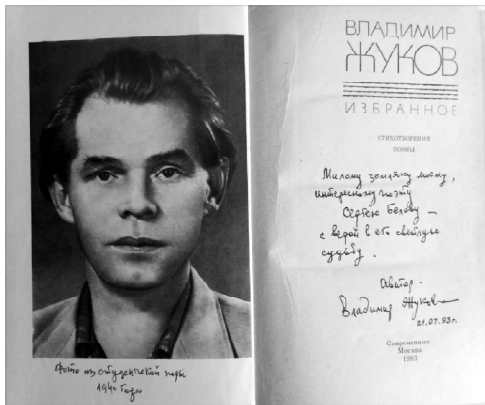 Фото из студенческой поры
года
ВЛАДИМИР
ЖУКОВ
ИЗБРАННОЕ
СТИХОТВОРЕНИЯ
ПОЭМЫ
Милому земляку моему,
интересному поэту
Сергею Белову —
с верой в его светлую
судьбу.
Автор –
Владимир Жуков
21.07.93г.
Современник
Москва
1983